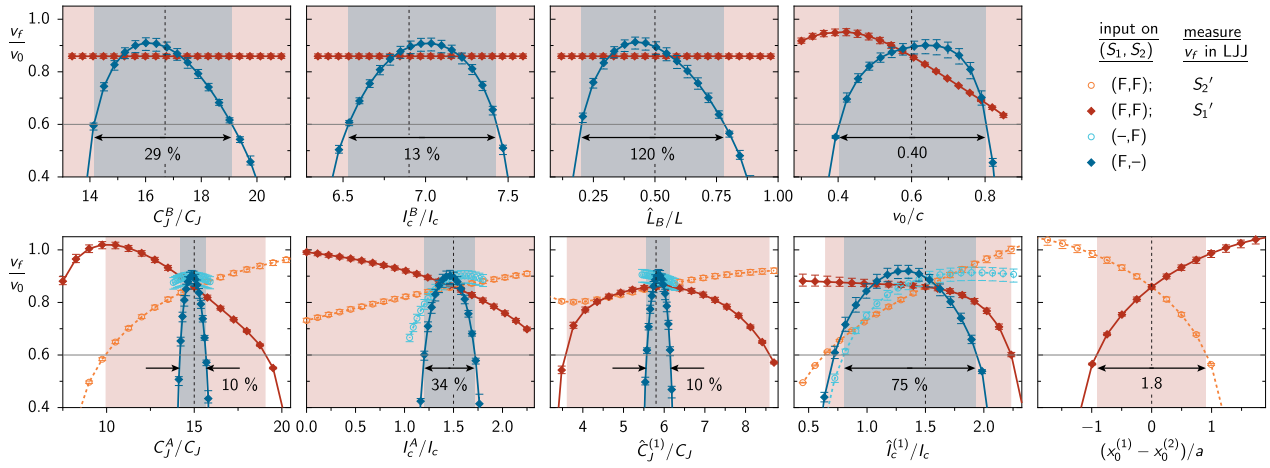 1.0
v_f
v_0
0.8
0.6
0.4
29 %
14 16 18 20
C_J^B/C_J
13 %
6.5 7.0 7.5
I_c^B/I_c
120 %
0.25 0.50 0.75 1.00
L̂_B/L
0.40
0.4 0.6 0.8
v_0/c
input on
(S_1, S_2)
measure
v_f in LJJ
(F,F); S_2′
(F,F); S_1′
(−,F)
(F,−)
1.0
v_f
v_0
0.8
0.6
0.4
10 %
10 15 20
C_J^A/C_J
34 %
0.0 0.5 1.0 1.5 2.0
I_c^A/I_c
10 %
4 5 6 7 8
Ĉ_J^(1)/C_J
75 %
0.5 1.0 1.5 2.0
Î_c^(1)/I_c
1.8
−1 0 1
(x_0^(1) − x_0^(2))/a